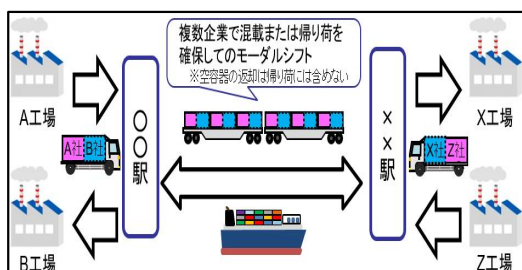 複数企業で混載または帰り荷を
確保してのモーダルシフト
※空容器の返却は帰り荷には含めない
A工場
○○駅
A社 B社
B工場
××駅
X工場
X社 Z社
Z工場